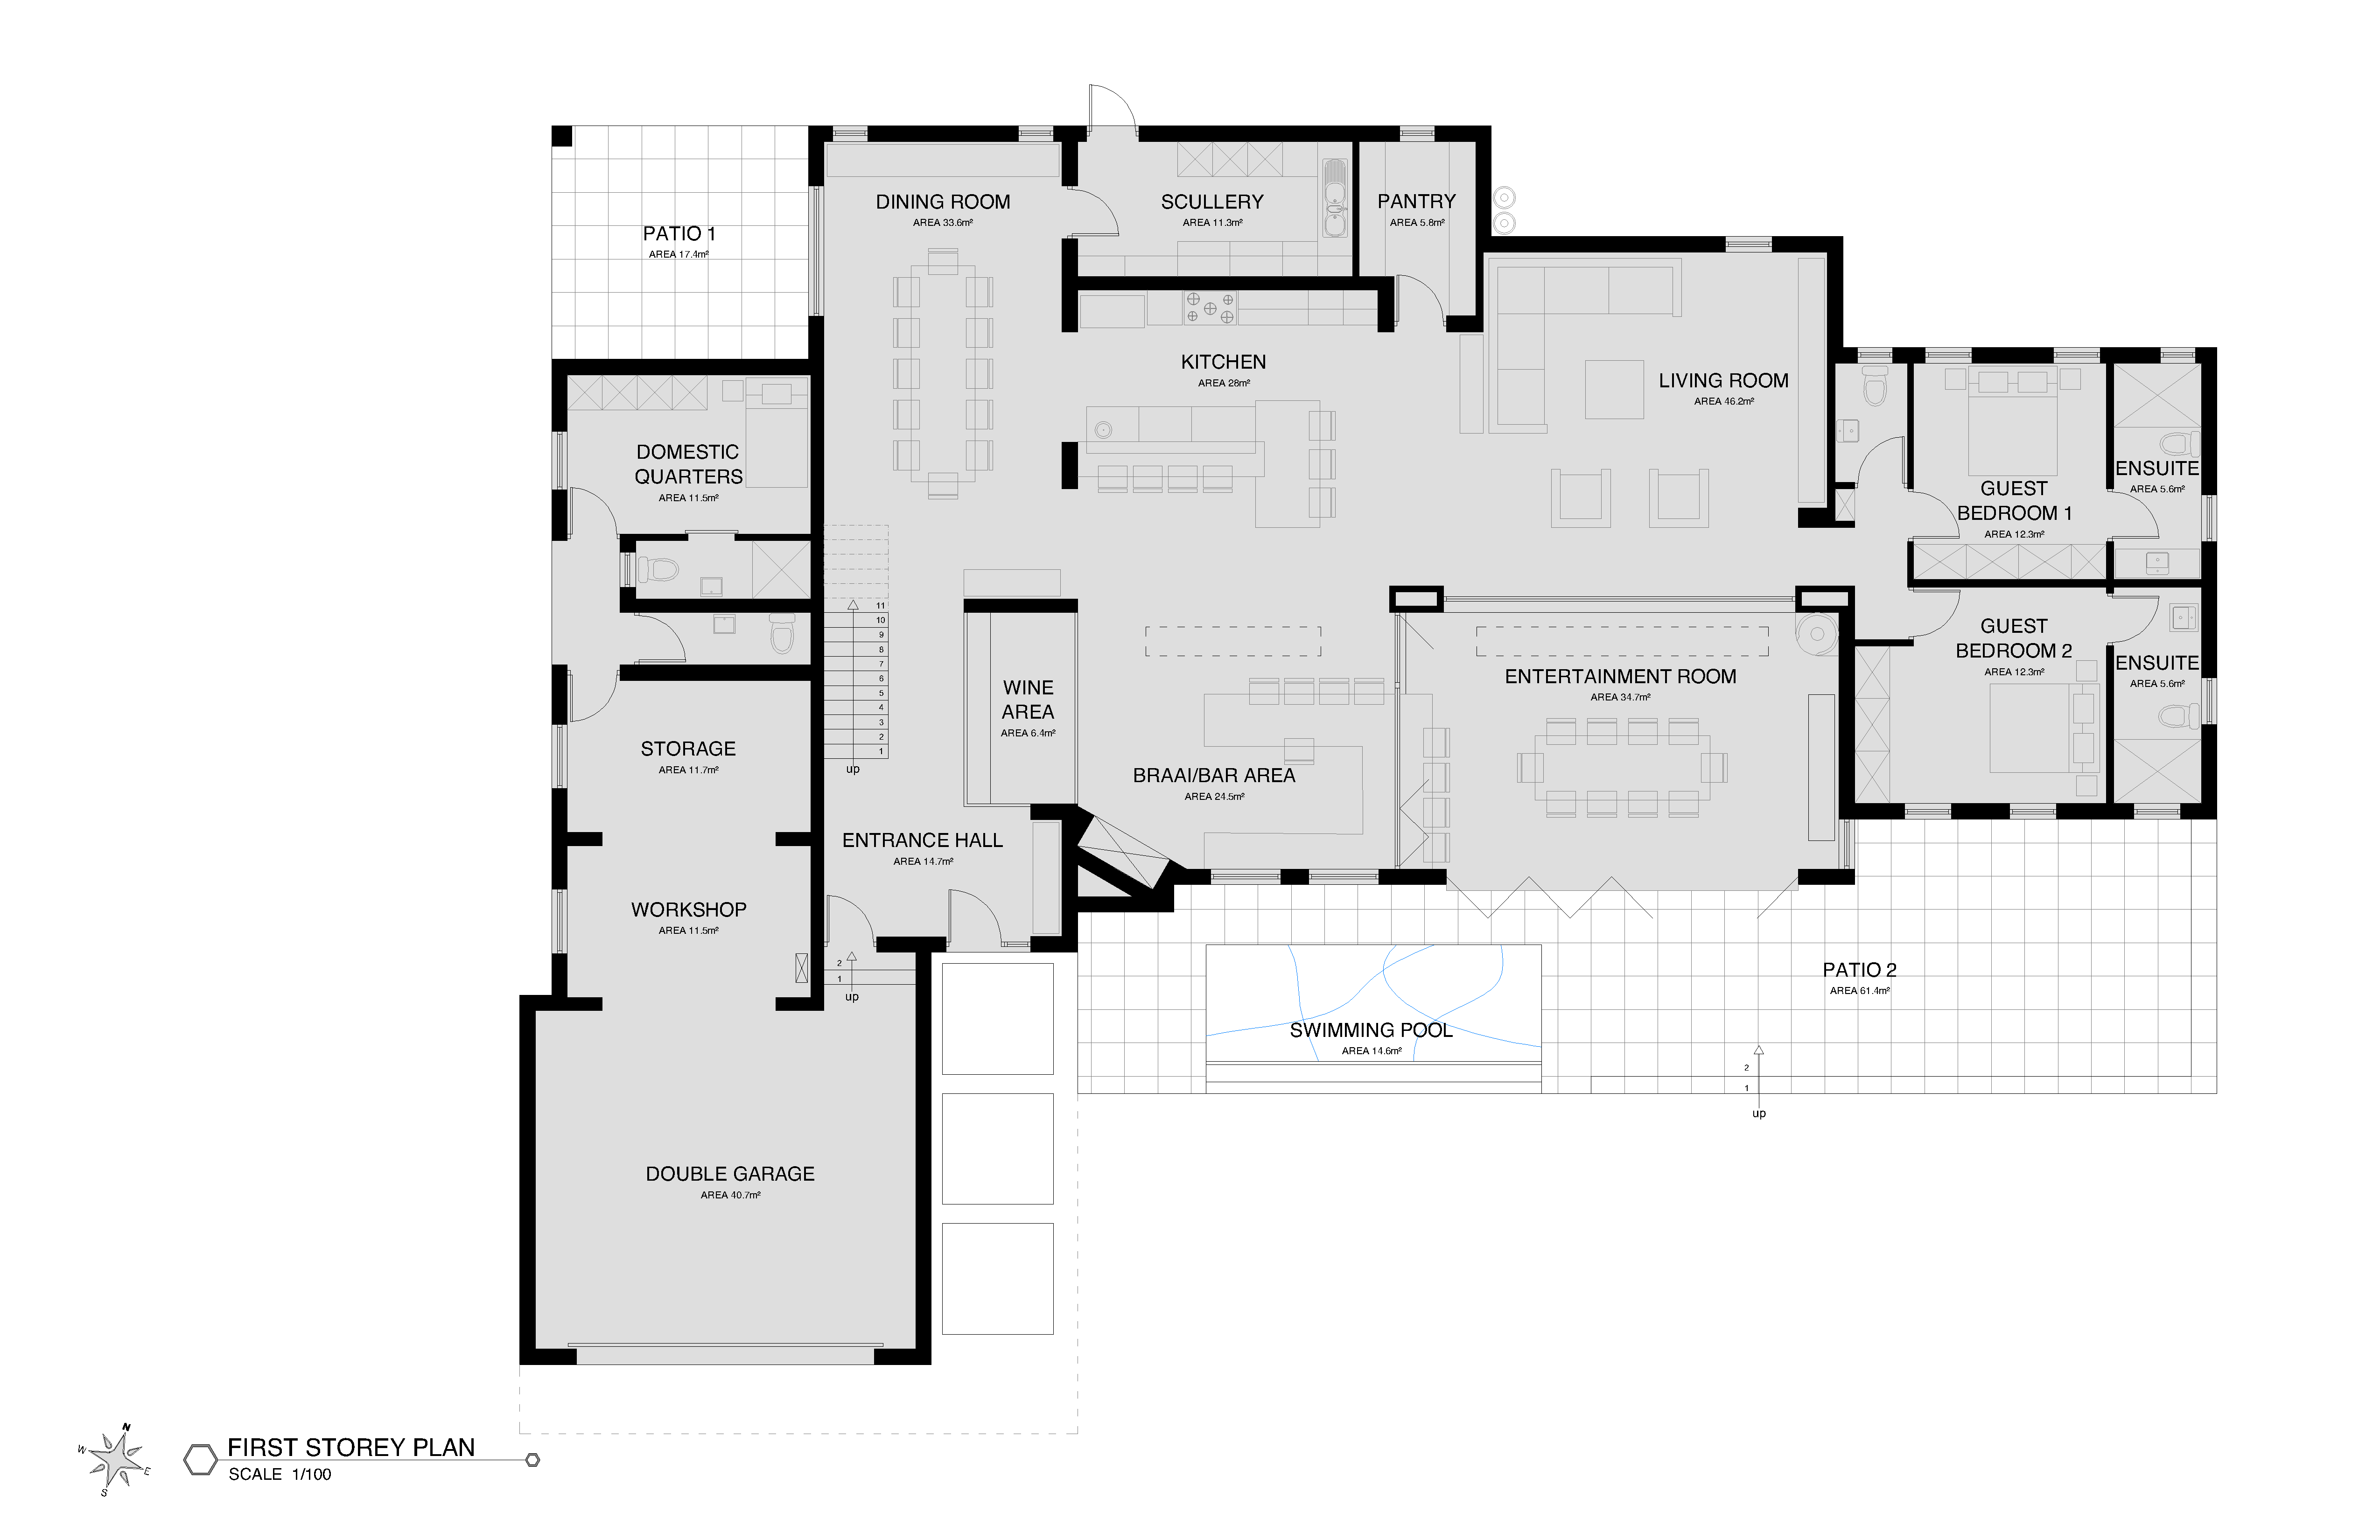 DINING ROOM
AREA 33.6m²
SCULLERY
AREA 11.3m²
PANTRY
AREA 5.8m²
PATIO 1
AREA 17.4m²
KITCHEN
AREA 28m²
LIVING ROOM
AREA 46.2m²
DOMESTIC
QUARTERS
AREA 11.5m²
ENSUITE
AREA 5.6m²
GUEST
BEDROOM 1
AREA 12.3m²
11
10
9
8
7
6
5
4
3
2
1
up
GUEST
BEDROOM 2
AREA 12.3m²
ENSUITE
AREA 5.6m²
WINE
AREA
AREA 6.4m²
ENTERTAINMENT ROOM
AREA 34.7m²
STORAGE
AREA 11.7m²
BRAAI/BAR AREA
AREA 24.5m²
ENTRANCE HALL
AREA 14.7m²
WORKSHOP
AREA 11.5m²
2
1
up
PATIO 2
AREA 61.4m²
SWIMMING POOL
AREA 14.6m²
2
1
up
DOUBLE GARAGE
AREA 40.7m²
N
W
E
S
FIRST STOREY PLAN
SCALE 1/100